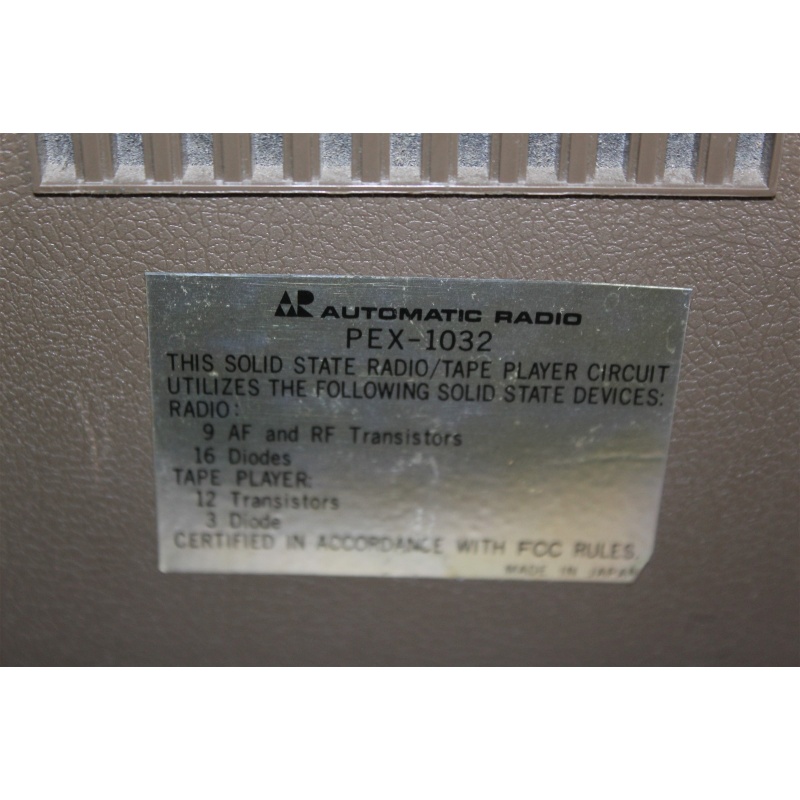 AR AUTOMATIC RADIO
PEX-1032
THIS SOLID STATE RADIO/TAPE PLAYER CIRCUIT
UTILIZES THE FOLLOWING SOLID STATE DEVICES:
RADIO:
9 AF and RF Transistors
16 Diodes
TAPE PLAYER:
12 Transistors
3 Diode
CERTIFIED IN ACCORDANCE WITH FCC RULES.
MADE IN JAPAN